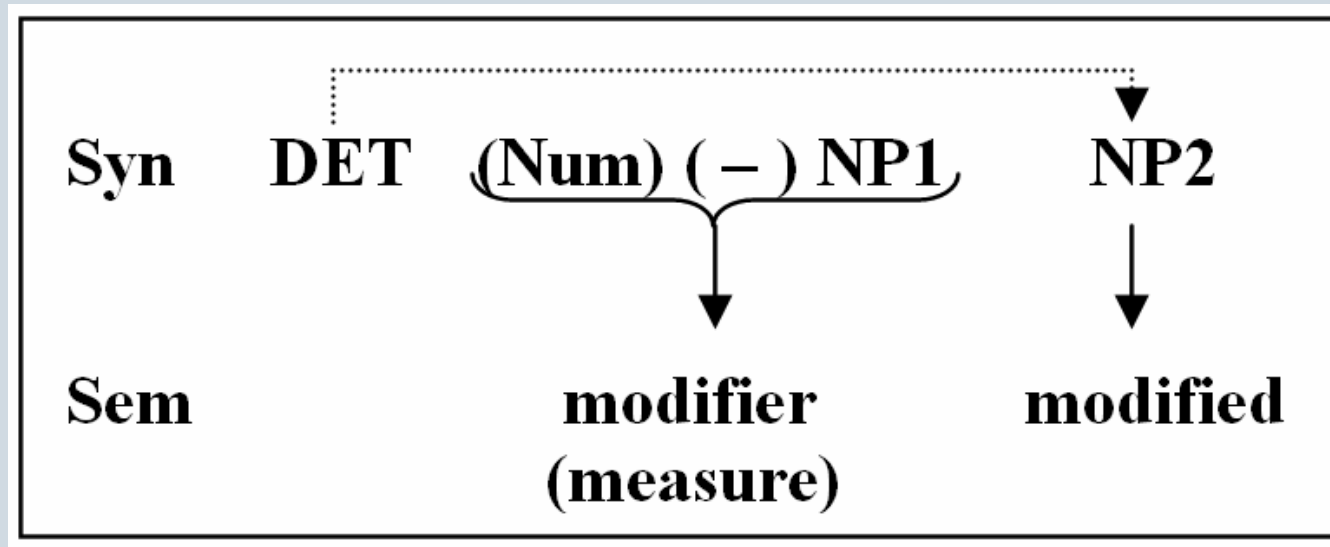 Syn DET (Num) ( – ) NP1 NP2
Sem modifier modified
(measure)